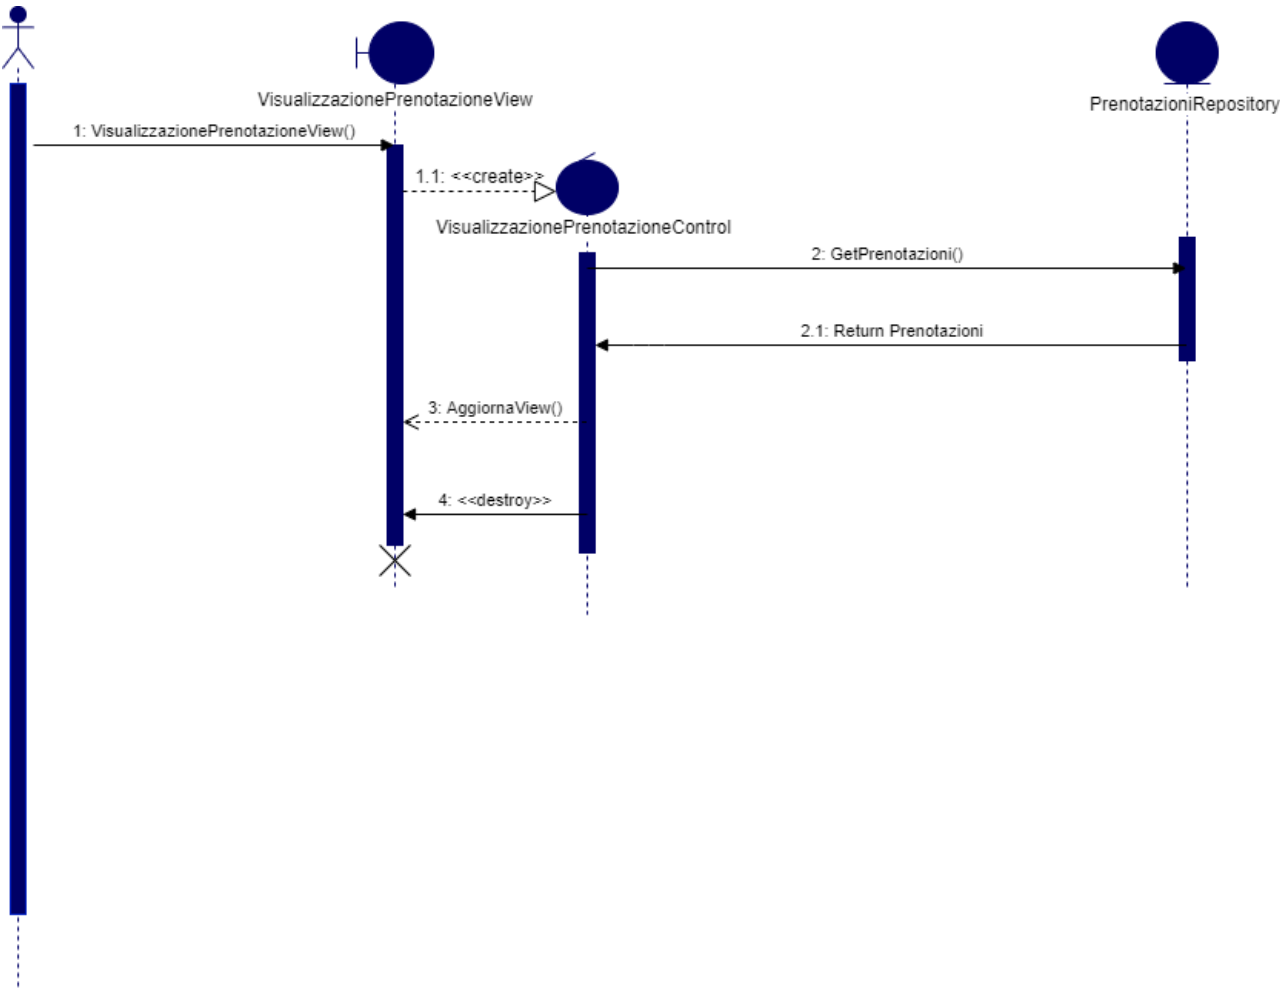 VisualizzazionePrenotazioneView
PrenotazioniRepository
1: VisualizzazionePrenotazioneView()
1.1: <<create>>
VisualizzazionePrenotazioneControl
2: GetPrenotazioni()
2.1: Return Prenotazioni
3: AggiornaView()
4: <<destroy>>